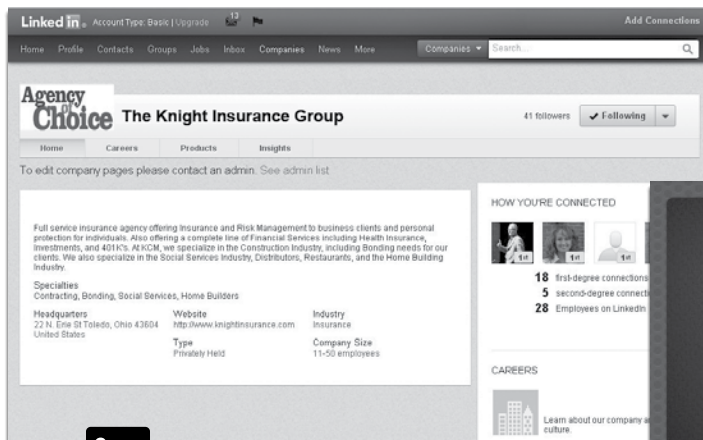 Linked in® Account Type: Basic | Upgrade 13 Add Connections
Home Profile Contacts Groups Jobs Inbox Companies News More Companies Search...
Agency of Choice
The Knight Insurance Group
41 followers Following
Home Careers Products Insights
To edit company pages please contact an admin. See admin list
HOW YOU'RE CONNECTED
1st 1st 1st
18 first-degree connections
5 second-degree connecti
28 Employees on LinkedIn
Full service insurance agency offering Insurance and Risk Management to business clients and personal
protection for individuals. Also offering a complete line of Financial Services including Health Insurance,
Investments, and 401K's. At KCM, we specialize in the Construction Industry, including Bonding needs for our
clients. We also specialize in the Social Services Industry, Distributors, Restaurants, and the Home Building
Industry.
Specialties
Contracting, Bonding, Social Services, Home Builders
Headquarters
22 N. Erie St Toledo, Ohio 43604
United States
Website
http://www.knightinsurance.com
Industry
Insurance
Type
Privately Held
Company Size
11-50 employees
CAREERS
Learn about our company a
culture.